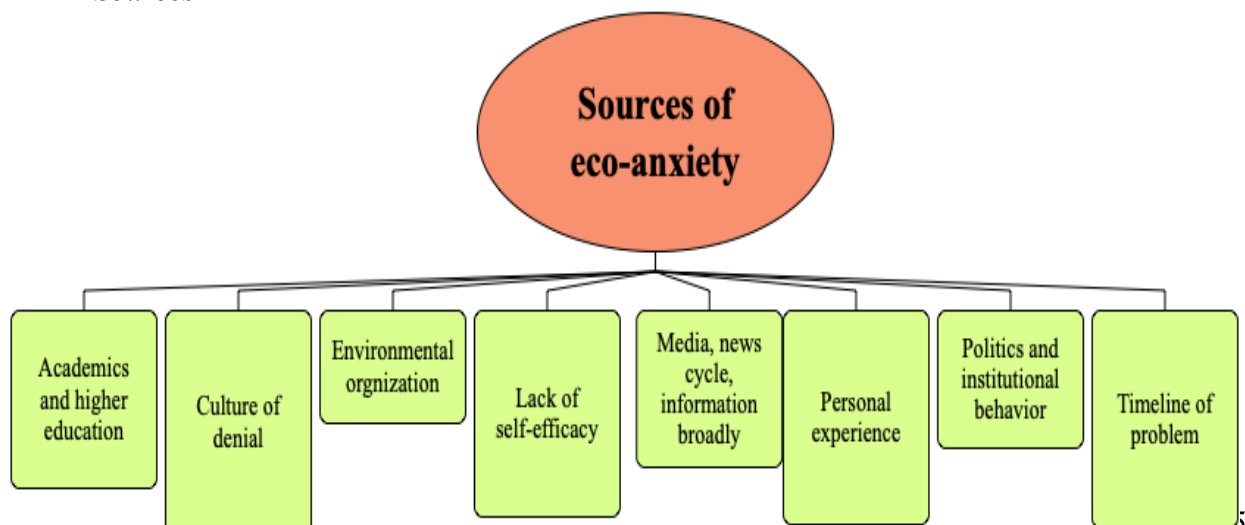 Sources of
eco-anxiety
Academics
and higher
education
Culture of
denial
Environmental
orgnization
Lack of
self-efficacy
Media, news
cycle,
information
broadly
Personal
experience
Politics and
institutional
behavior
Timeline of
problem